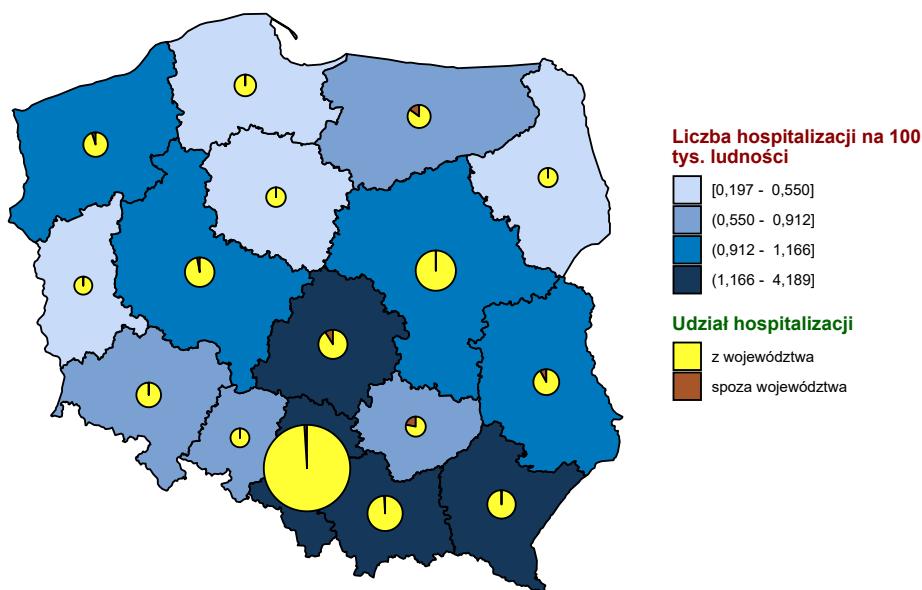 Liczba hospitalizacji na 100
tys. ludności
[0,197 - 0,550]
(0,550 - 0,912]
(0,912 - 1,166]
(1,166 - 4,189]
Udział hospitalizacji
z województwa
spoza województwa